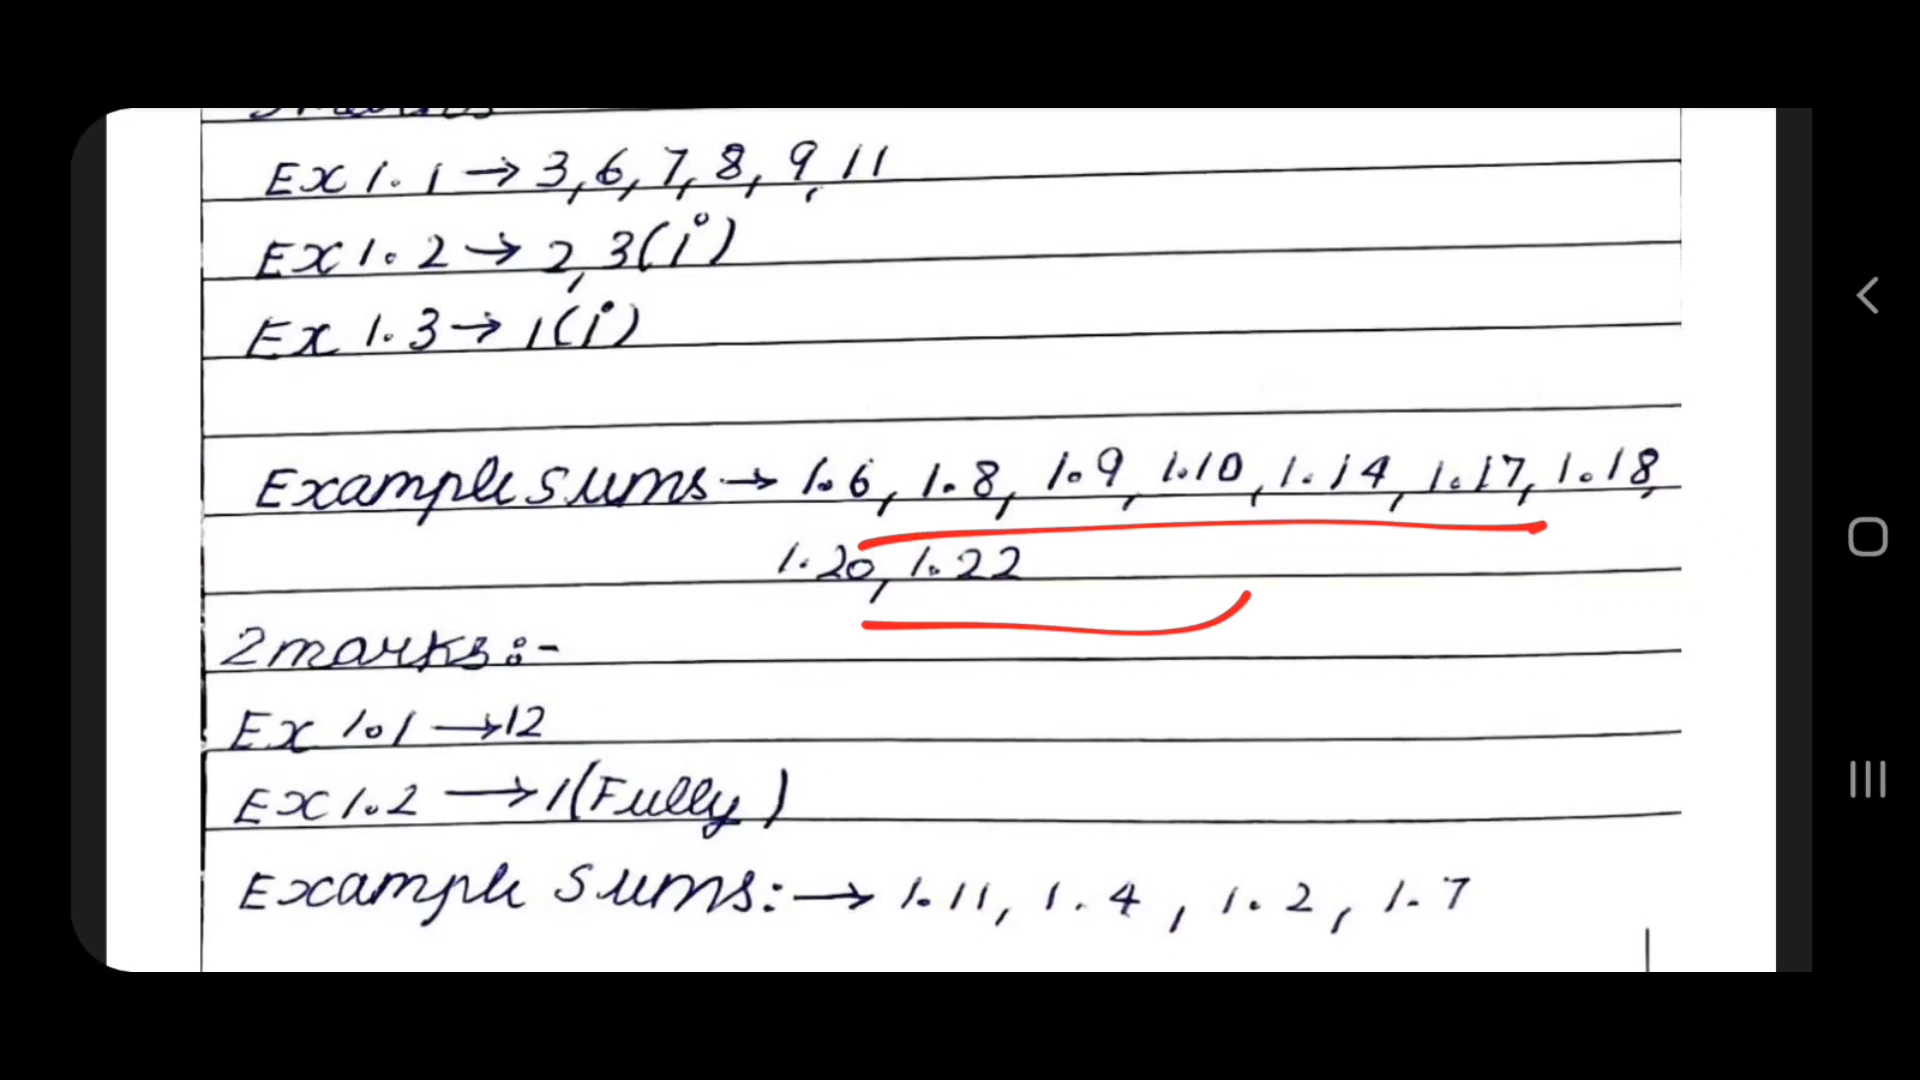 Ex 1.1 → 3, 6, 7, 8, 9, 11
Ex 1.2 → 2, 3(i)
Ex 1.3 → 1(i)
Example sums → 1.6, 1.8, 1.9, 1.10, 1.14, 1.17, 1.18,
1.20, 1.22
2 marks :-
Ex 1.1 → 12
Ex 1.2 → 1(Fully)
Example sums: → 1.11, 1.4, 1.2, 1.7